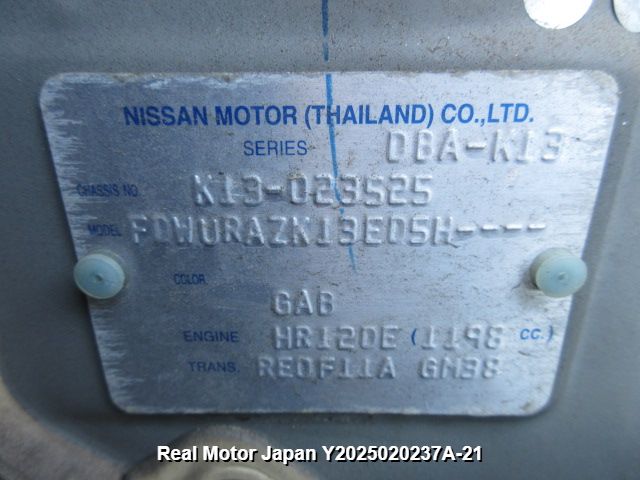 NISSAN MOTOR (THAILAND) CO.,LTD.
SERIES DBA-K13
CHASSIS NO. K13-023525
MODEL FDWURAZK13EDSH----
COLOR
GAB
ENGINE HR12DE (1198 CC.)
TRANS. RE0F11A GM38
Real Motor Japan Y2025020237A-21